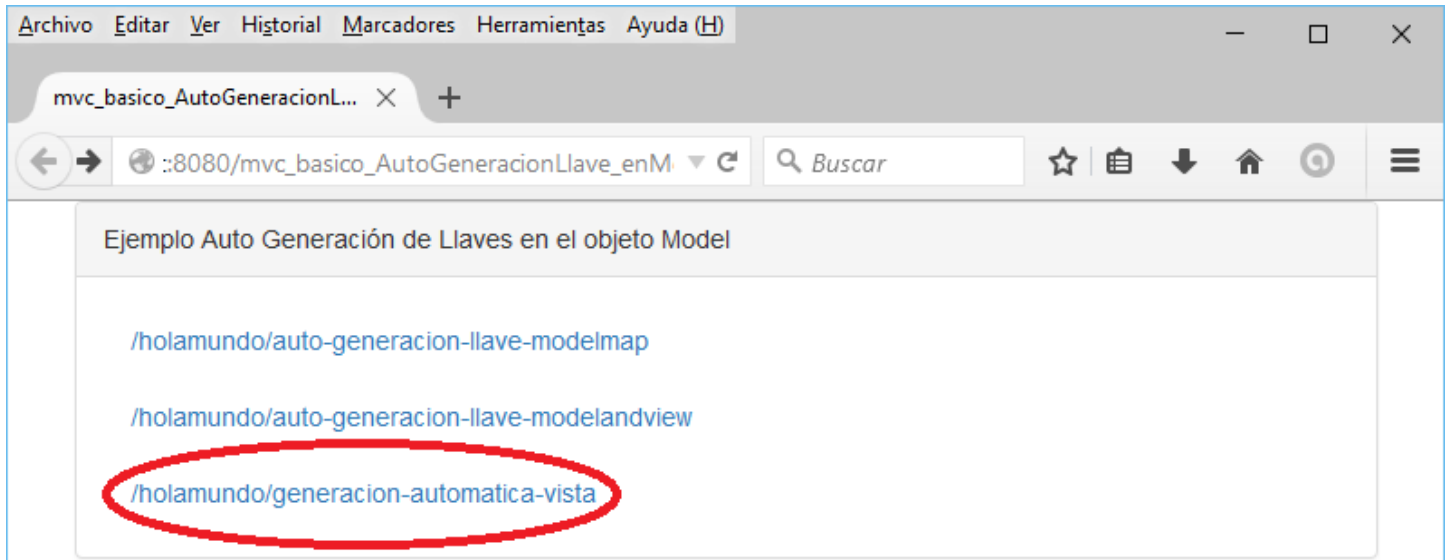 Archivo Editar Ver Historial Marcadores Herramientas Ayuda (H)
mvc_basico_AutoGeneracionL...
:8080/mvc_basico_AutoGeneracionLlave_enM Buscar
Ejemplo Auto Generación de Llaves en el objeto Model
/holamundo/auto-generacion-llave-modelmap
/holamundo/auto-generacion-llave-modelandview
/holamundo/generacion-automatica-vista